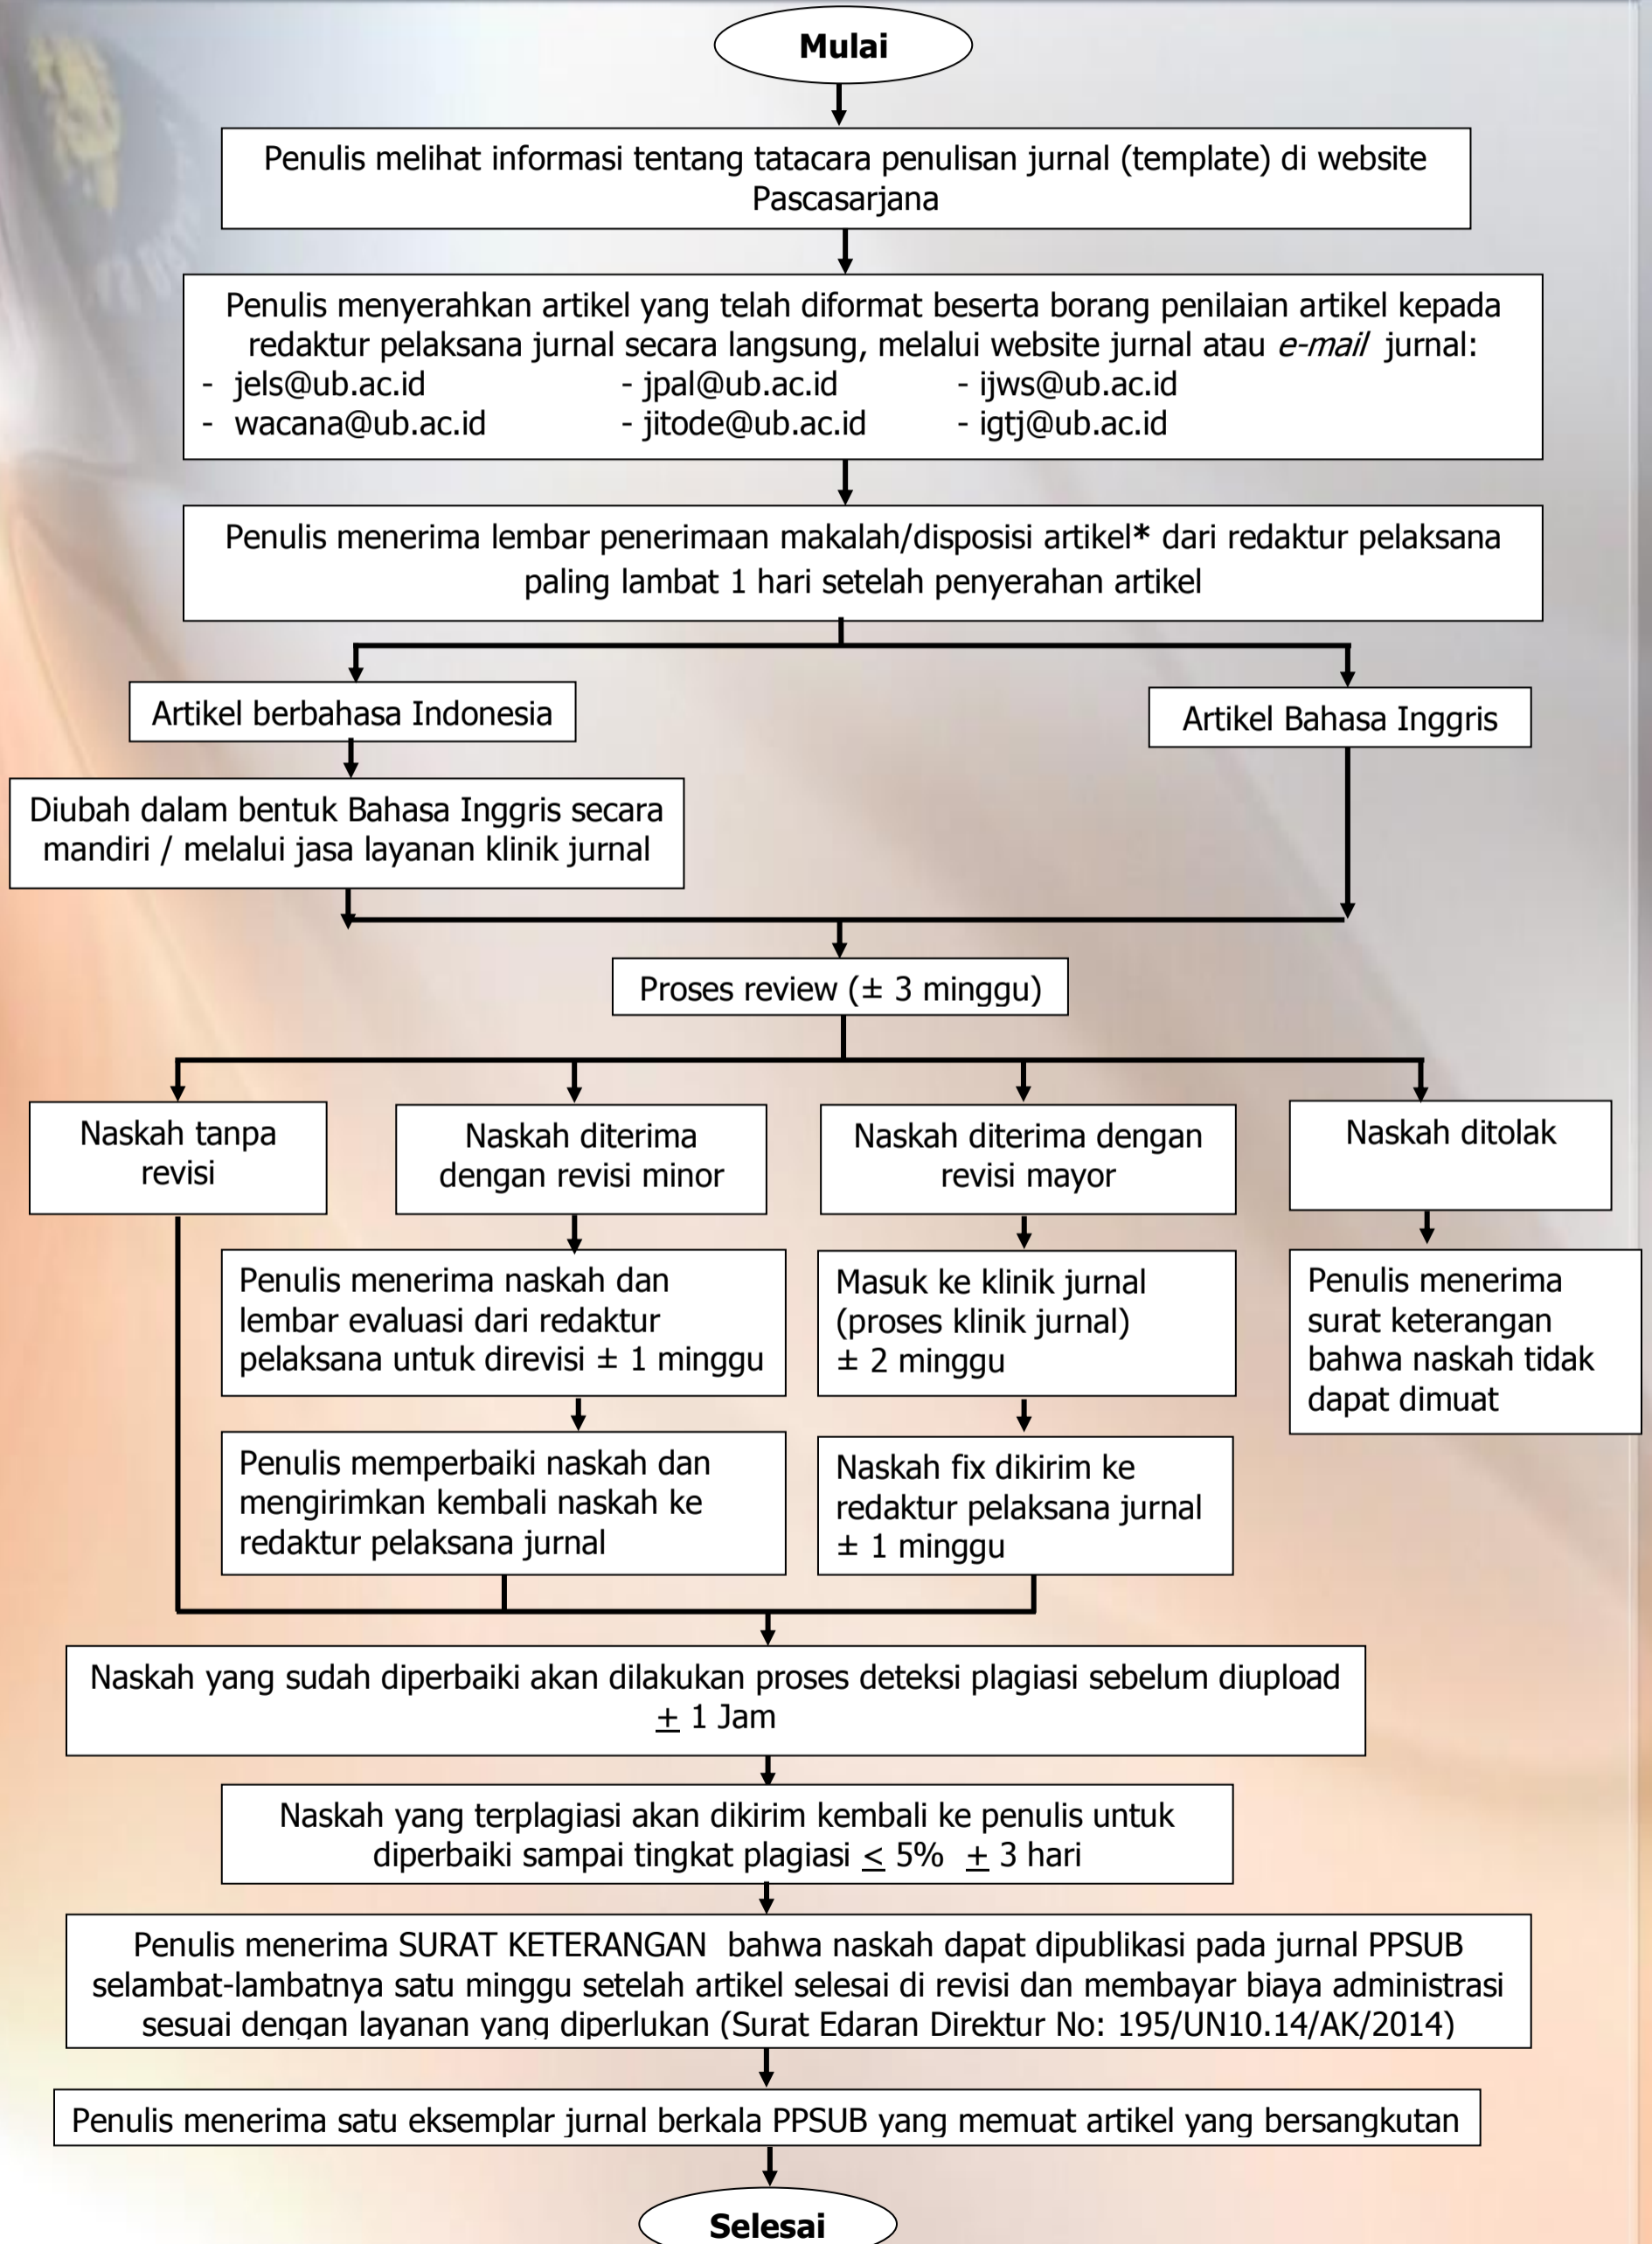 Mulai
Penulis melihat informasi tentang tatacara penulisan jurnal (template) di website
Pascasarjana
Penulis menyerahkan artikel yang telah diformat beserta borang penilaian artikel kepada
redaktur pelaksana jurnal secara langsung, melalui website jurnal atau e-mail jurnal:
- jels@ub.ac.id - jpal@ub.ac.id - ijws@ub.ac.id
- wacana@ub.ac.id - jitode@ub.ac.id - igtj@ub.ac.id
Penulis menerima lembar penerimaan makalah/disposisi artikel* dari redaktur pelaksana
paling lambat 1 hari setelah penyerahan artikel
Artikel berbahasa Indonesia
Artikel Bahasa Inggris
Diubah dalam bentuk Bahasa Inggris secara
mandiri / melalui jasa layanan klinik jurnal
Proses review (± 3 minggu)
Naskah tanpa
revisi
Naskah diterima
dengan revisi minor
Naskah diterima dengan
revisi mayor
Naskah ditolak
Penulis menerima naskah dan
lembar evaluasi dari redaktur
pelaksana untuk direvisi ± 1 minggu
Masuk ke klinik jurnal
(proses klinik jurnal)
± 2 minggu
Penulis menerima
surat keterangan
bahwa naskah tidak
dapat dimuat
Penulis memperbaiki naskah dan
mengirimkan kembali naskah ke
redaktur pelaksana jurnal
Naskah fix dikirim ke
redaktur pelaksana jurnal
± 1 minggu
Naskah yang sudah diperbaiki akan dilakukan proses deteksi plagiasi sebelum diupload
± 1 Jam
Naskah yang terplagiasi akan dikirim kembali ke penulis untuk
diperbaiki sampai tingkat plagiasi ≤ 5% ± 3 hari
Penulis menerima SURAT KETERANGAN bahwa naskah dapat dipublikasi pada jurnal PPSUB
selambat-lambatnya satu minggu setelah artikel selesai di revisi dan membayar biaya administrasi
sesuai dengan layanan yang diperlukan (Surat Edaran Direktur No: 195/UN10.14/AK/2014)
Penulis menerima satu eksemplar jurnal berkala PPSUB yang memuat artikel yang bersangkutan
Selesai